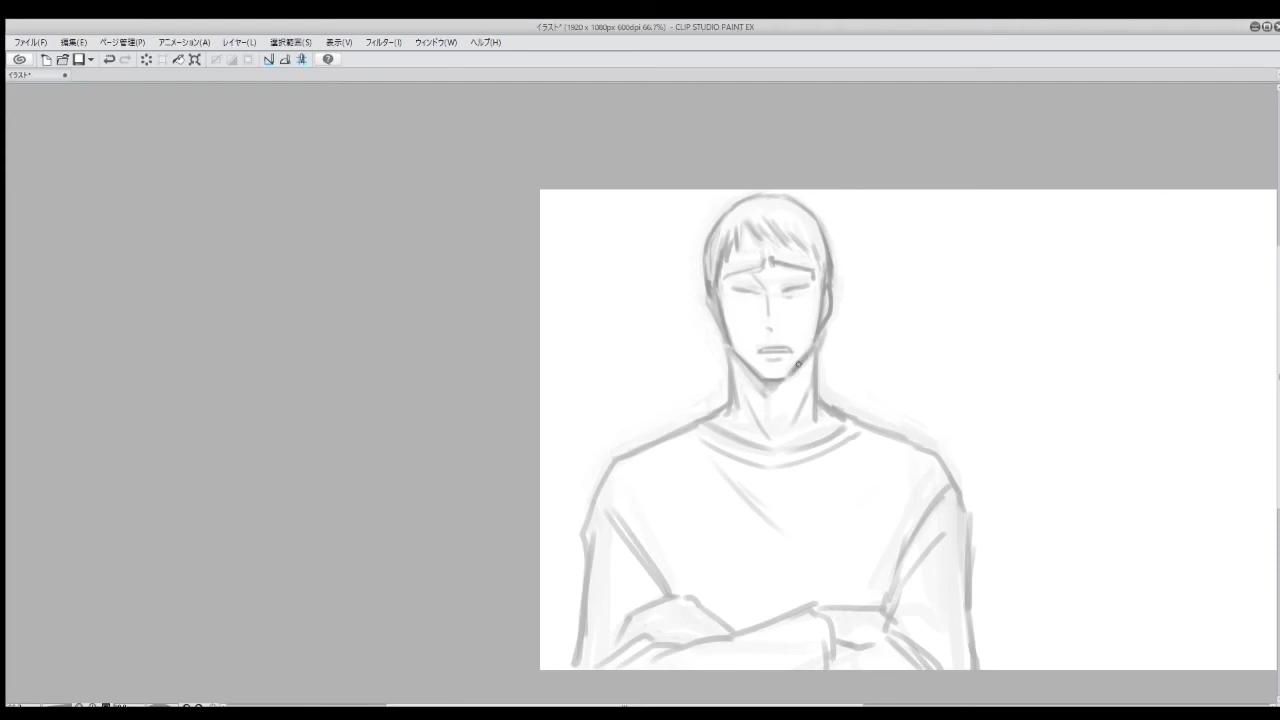 イラスト* (1920 x 1080px 600dpi 66.7%) - CLIP STUDIO PAINT EX
ファイル(F) 編集(E) ページ管理(P) アニメーション(A) レイヤー(L) 選択範囲(S) 表示(V) フィルター(I) ウィンドウ(W) ヘルプ(H)
イラスト*